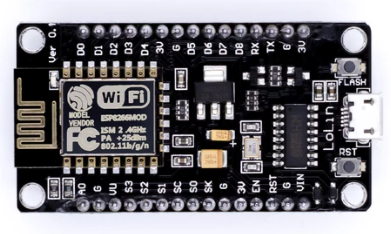 Ver 0.1
D0 D1 D2 D3 D4 3V G D5 D6 D7 D8 RX TX G 3V
WiFi
MODEL
VENDOR
ESP8266MOD
FC
ISM 2.4GHz
PA +25dBm
802.11b/g/n
FLASH
LoLin
RST
A0 G VU S3 S2 S1 SC S0 SK G 3V EN RST G VIN